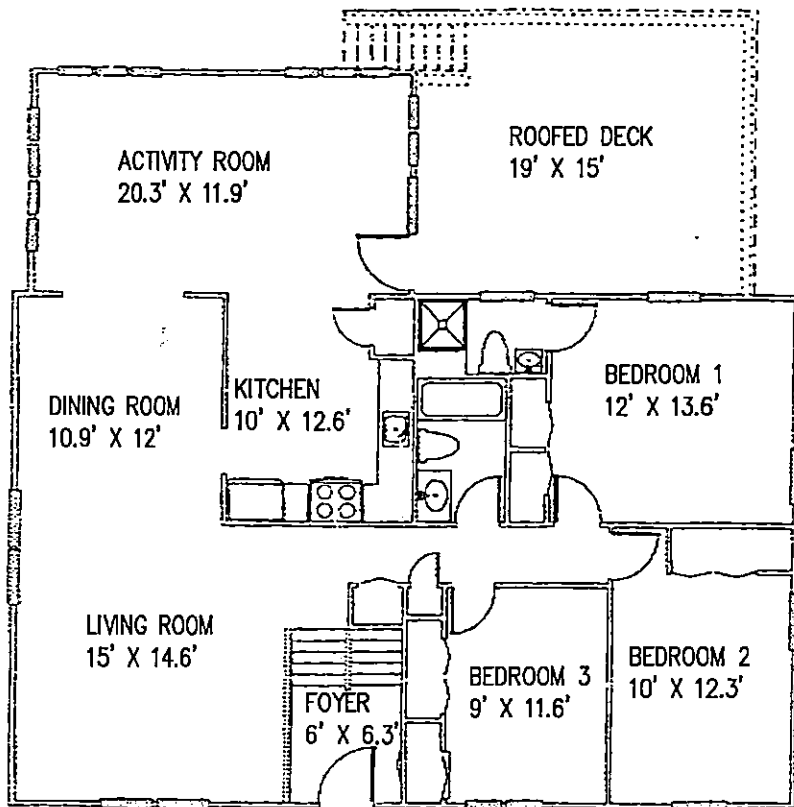 ACTIVITY ROOM
20.3' X 11.9'
ROOFED DECK
19' X 15'
DINING ROOM
10.9' X 12'
KITCHEN
10' X 12.6'
BEDROOM 1
12' X 13.6'
LIVING ROOM
15' X 14.6'
FOYER
6' X 6.3'
BEDROOM 3
9' X 11.6'
BEDROOM 2
10' X 12.3'